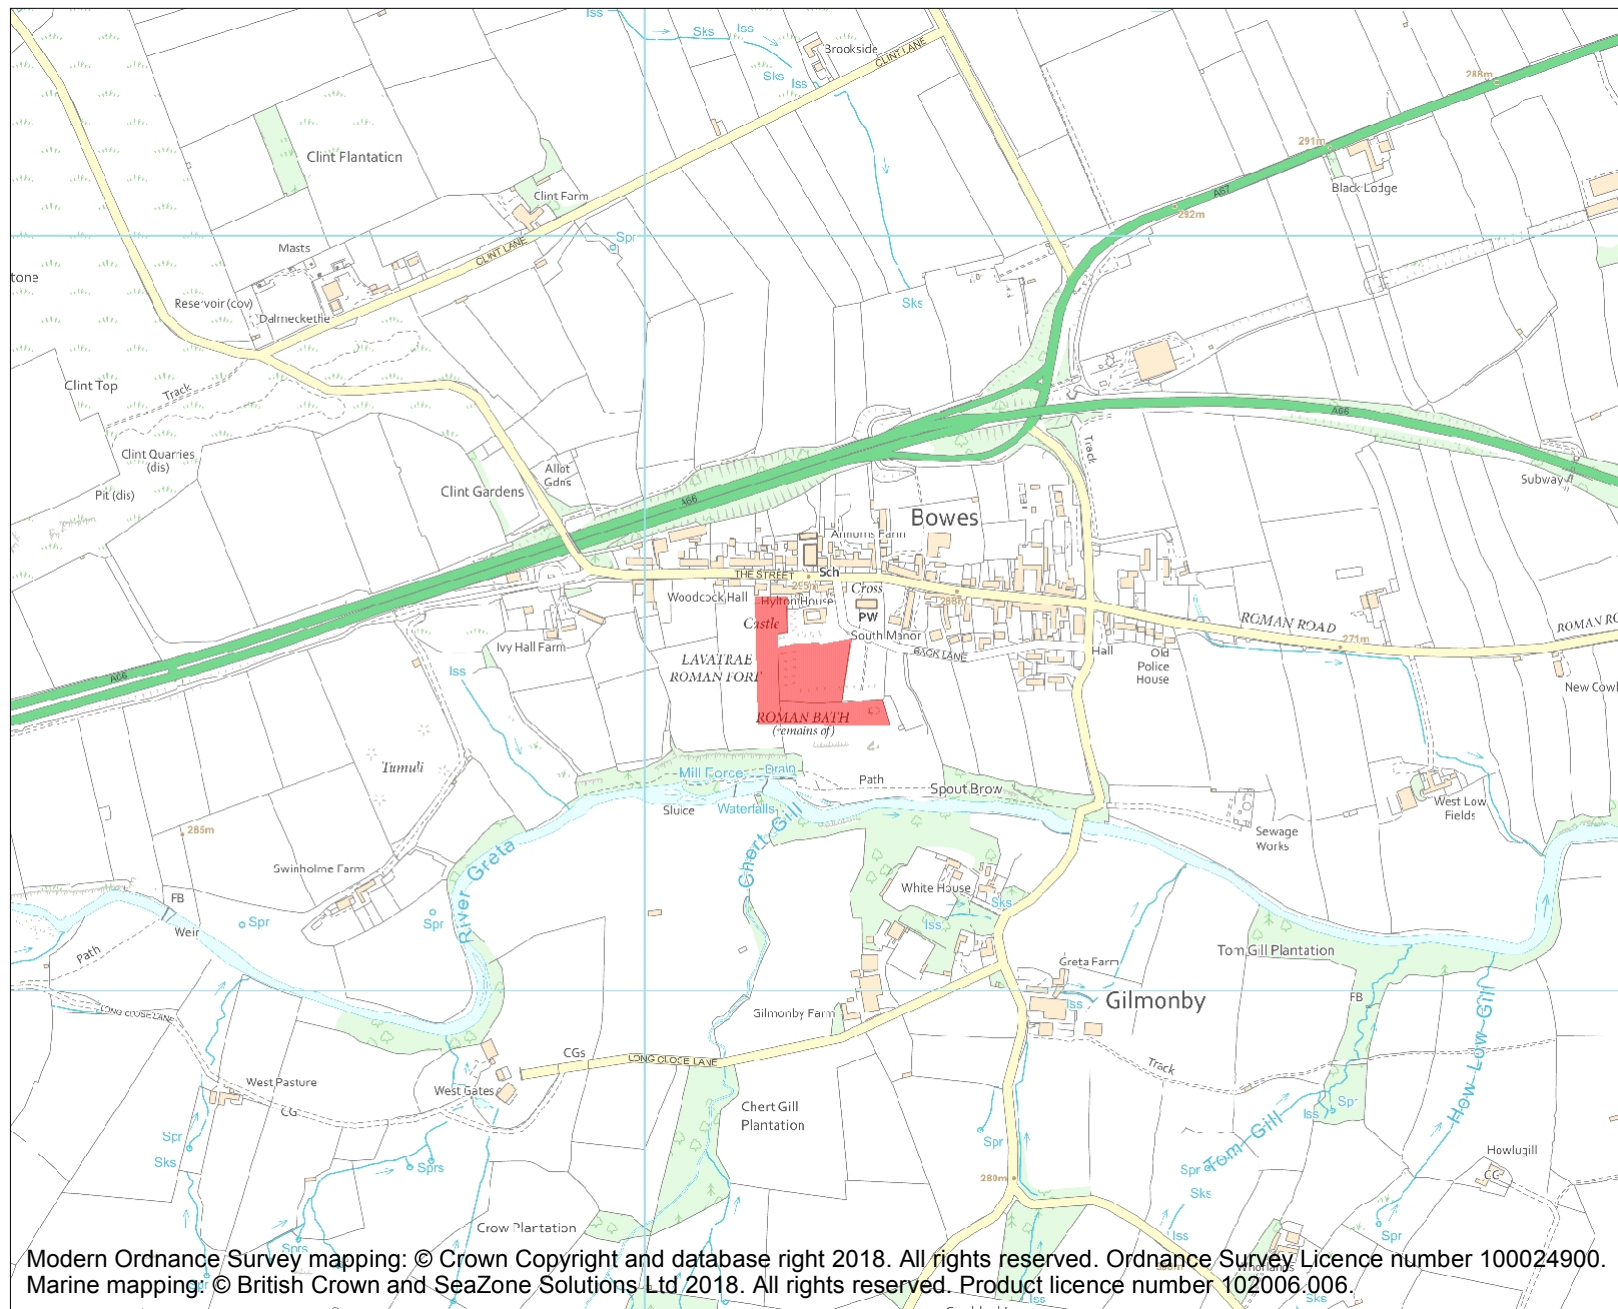 Iss
Sks
Iss
Brookside
CLINT LANE
Sks
Iss
288m
291m
Clint Plantation
Black Lodge
A67
Clint Farm
292m
Spr
Masts
CLINT LANE
tone
Reservoir (cov)
Sks
Dalmeckethe
Clint Top
Track
A66
Clint Quarries
(dis)
Track
Allot
Gdns
Pit (dis)
Clint Gardens
Subway
A66
Bowes
Annums Farm
THE STREET
Sch
295m
Cross
Woodcock Hall
Hylton House
288m
PW
Castle
ROMAN ROAD
ROMAN RO
South Manor
271m
Ivy Hall Farm
BACK LANE
Hall
Old
Police
House
LAVATRAE
ROMAN FORT
Iss
A66
New Cowl
ROMAN BATH
(remains of)
Tumuli
Mill Force
Drain
Path
Spout Brow
Sluice
Waterfalls
West Low
Fields
285m
Sewage
Works
Chert Gill
River Greta
Swinholme Farm
White House
FB
Sks
Spr
Spr
Iss
Weir
Path
Tom Gill Plantation
Greta Farm
FB
Iss
Gilmonby
LONG CLOSE LANE
Gilmonby Farm
How Low Gill
CGs
LONG CLOSE LANE
Track
West Pasture
West Gates
CG
Chert Gill
Plantation
Spr
Iss
Tom Gill
Spr
Spr
Sks
Sprs
Howlugill
Spr
CG
280m
Sks
Crow Plantation
Spr
Iss
Sprs
Modern Ordnance Survey mapping: © Crown Copyright and database right 2018. All rights reserved. Ordnance Survey Licence number 100024900.
Marine mapping: © British Crown and SeaZone Solutions Ltd 2018. All rights reserved. Product licence number 102006.006.
Spr
Iss
Sks